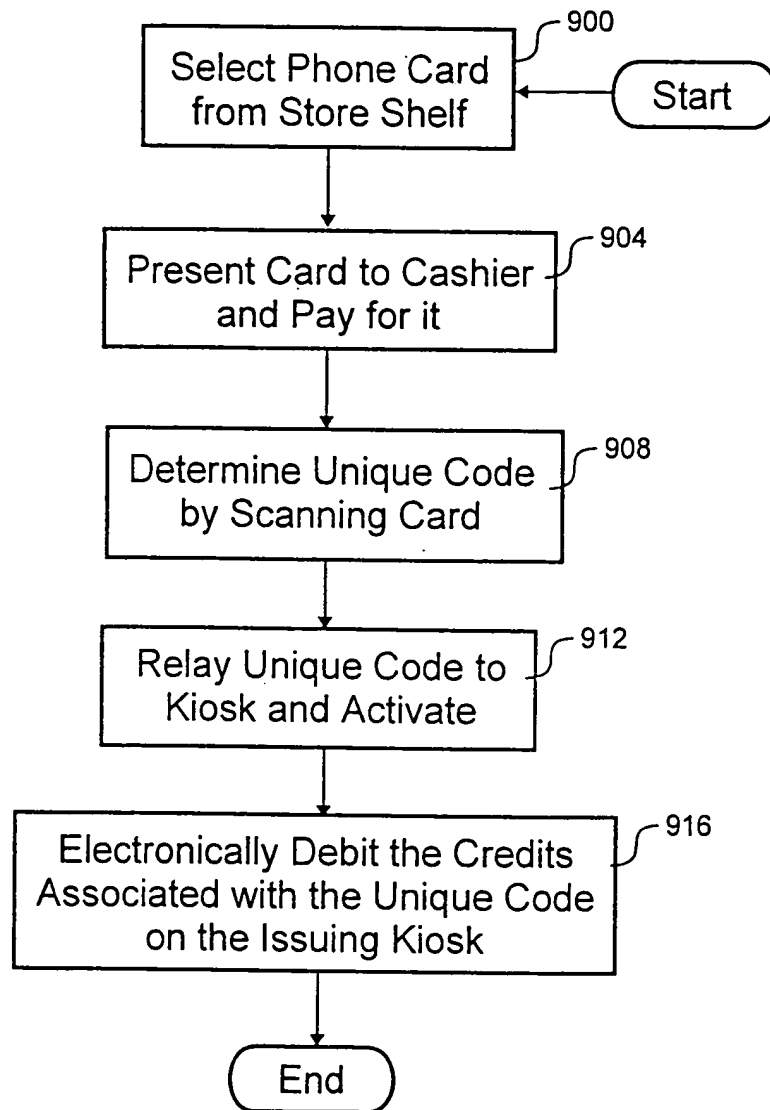 900
Select Phone Card
from Store Shelf
Start
904
Present Card to Cashier
and Pay for it
908
Determine Unique Code
by Scanning Card
912
Relay Unique Code to
Kiosk and Activate
916
Electronically Debit the Credits
Associated with the Unique Code
on the Issuing Kiosk
End